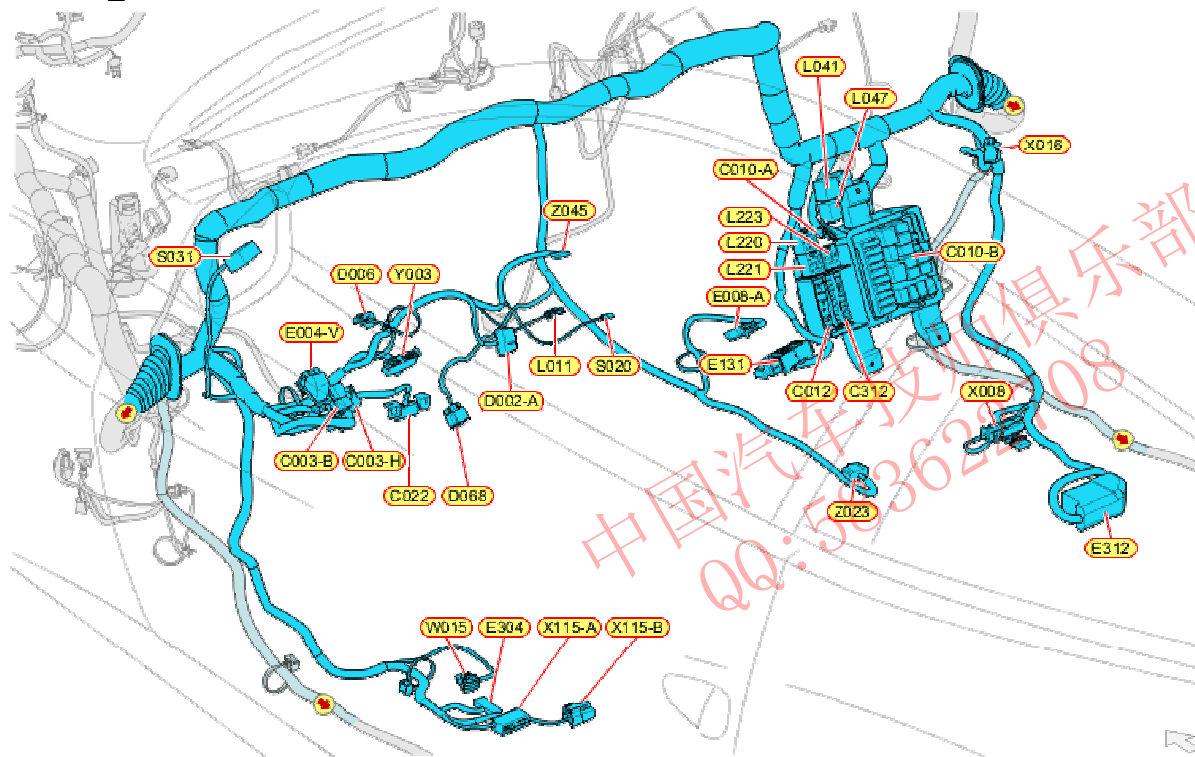 L041
L047
X016
C010-A
Z045
L223
S031
L220
C010-B
D006
Y003
L221
E008-A
E004-V
E131
L011
S020
C012
C312
X008
D002-A
C003-B
C003-H
C022
D068
Z023
E312
W015
E304
X115-A
X115-B
中国汽车技师俱乐部